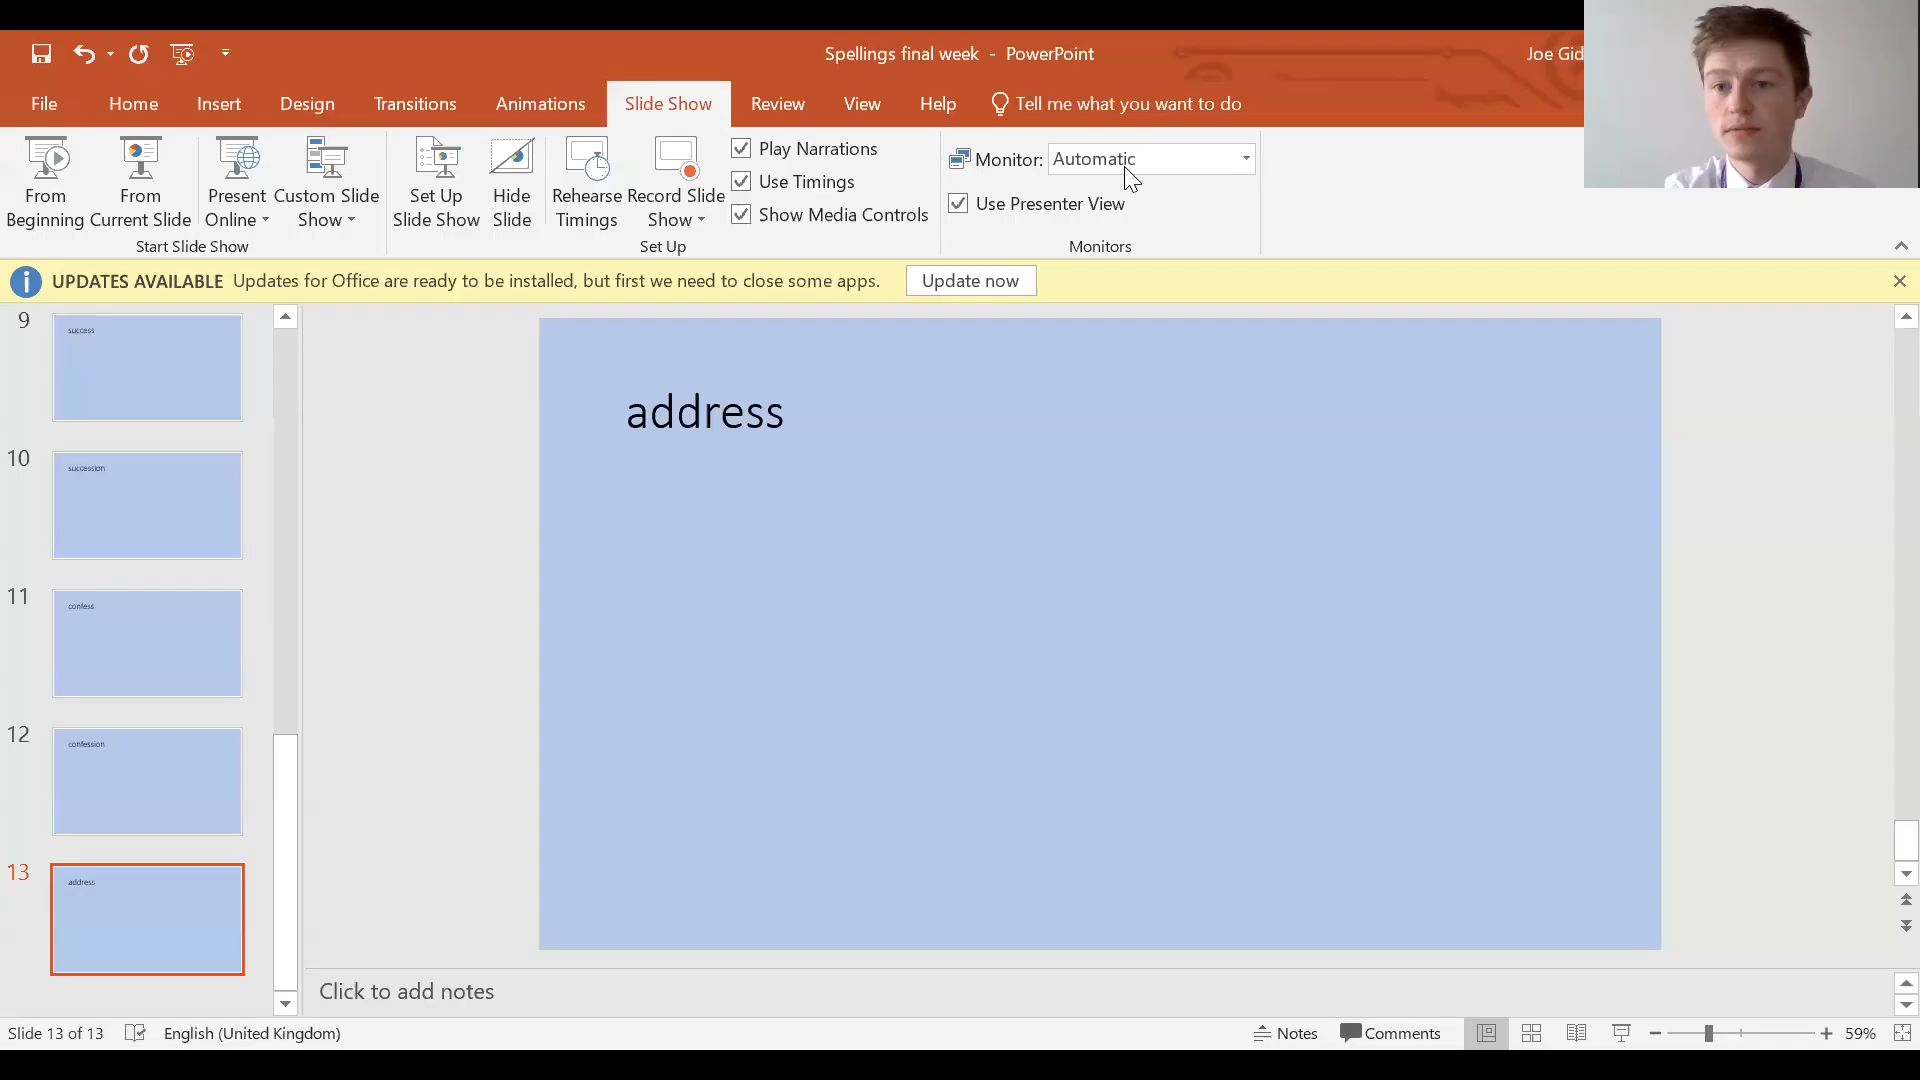 Spellings final week - PowerPoint
Joe Gid
File Home Insert Design Transitions Animations Slide Show Review View Help Tell me what you want to do
From Beginning
From Current Slide
Present Online
Custom Slide Show
Set Up Slide Show
Hide Slide
Rehearse Timings
Record Slide Show
Play Narrations
Use Timings
Show Media Controls
Monitor: Automatic
Use Presenter View
Start Slide Show
Set Up
Monitors
UPDATES AVAILABLE Updates for Office are ready to be installed, but first we need to close some apps. Update now
9
success
10
succession
11
confess
12
confession
13
address
address
Click to add notes
Slide 13 of 13 English (United Kingdom) Notes Comments 59%